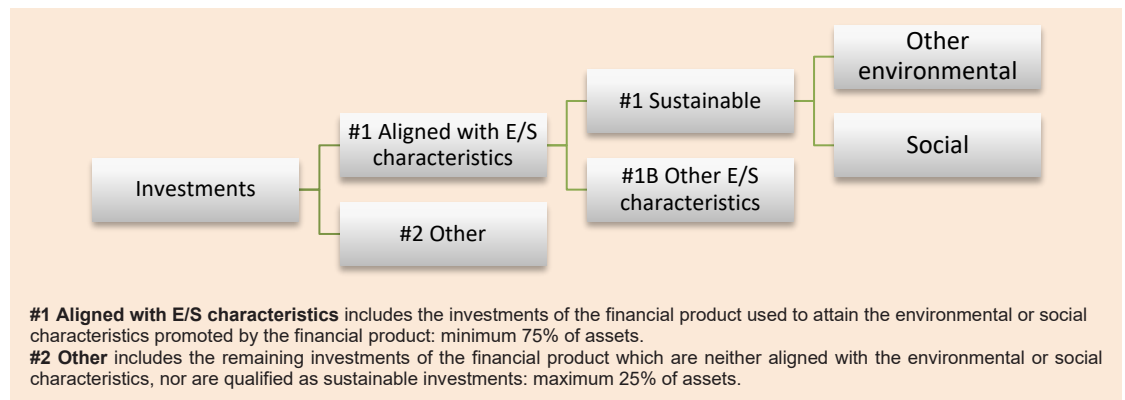 Investments
#1 Aligned with E/S
characteristics
#2 Other
#1 Sustainable
#1B Other E/S
characteristics
Other
environmental
Social
#1 Aligned with E/S characteristics includes the investments of the financial product used to attain the environmental or social
characteristics promoted by the financial product: minimum 75% of assets.
#2 Other includes the remaining investments of the financial product which are neither aligned with the environmental or social
characteristics, nor are qualified as sustainable investments: maximum 25% of assets.